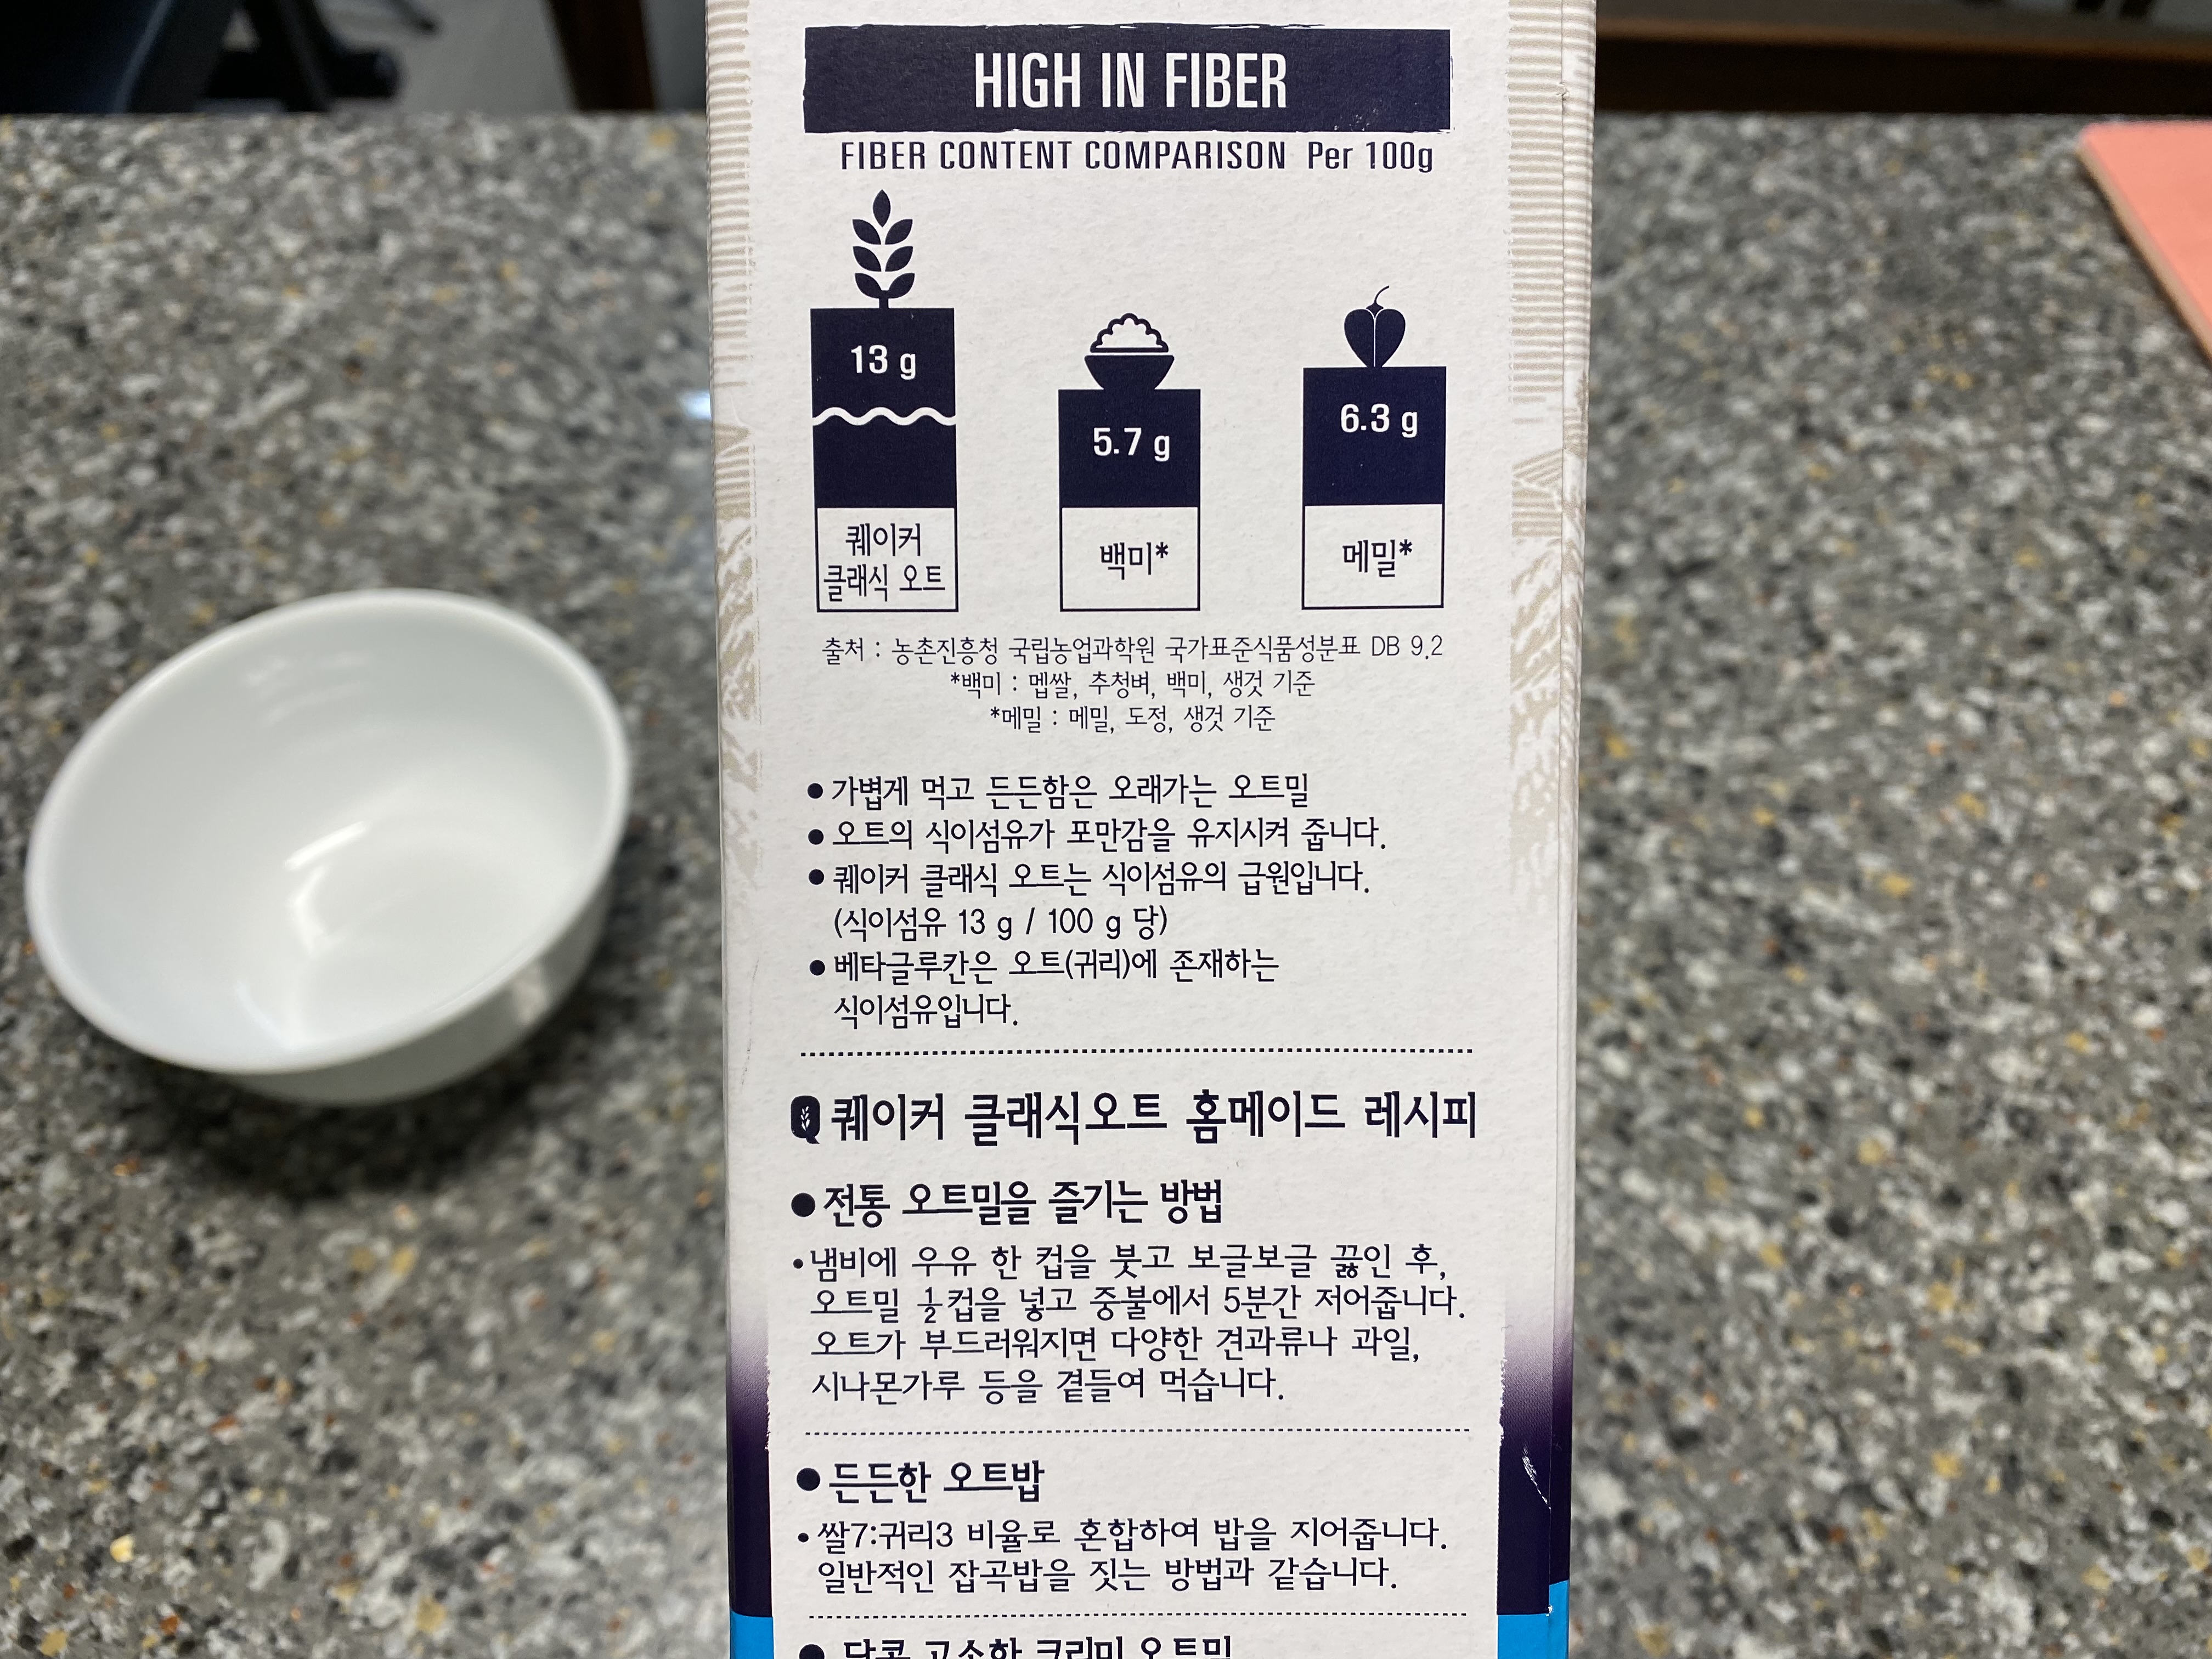 HIGH IN FIBER
FIBER CONTENT COMPARISON Per 100g
13 g
5.7 g
6.3 g
퀘이커
클래식 오트
백미*
메밀*
출처 : 농촌진흥청 국립농업과학원 국가표준식품성분표 DB 9.2
*백미 : 멥쌀, 추청벼, 백미, 생것 기준
*메밀 : 메밀, 도정, 생것 기준
● 가볍게 먹고 든든함은 오래가는 오트밀
● 오트의 식이섬유가 포만감을 유지시켜 줍니다.
● 퀘이커 클래식 오트는 식이섬유의 급원입니다.
(식이섬유 13 g / 100 g 당)
● 베타글루칸은 오트(귀리)에 존재하는
식이섬유입니다.
Q 퀘이커 클래식오트 홈메이드 레시피
● 전통 오트밀을 즐기는 방법
• 냄비에 우유 한 컵을 붓고 보글보글 끓인 후,
오트밀 ½컵을 넣고 중불에서 5분간 저어줍니다.
오트가 부드러워지면 다양한 견과류나 과일,
시나몬가루 등을 곁들여 먹습니다.
● 든든한 오트밥
• 쌀7:귀리3 비율로 혼합하여 밥을 지어줍니다.
일반적인 잡곡밥을 짓는 방법과 같습니다.
● 달콤 고소한 크리미 오트밀